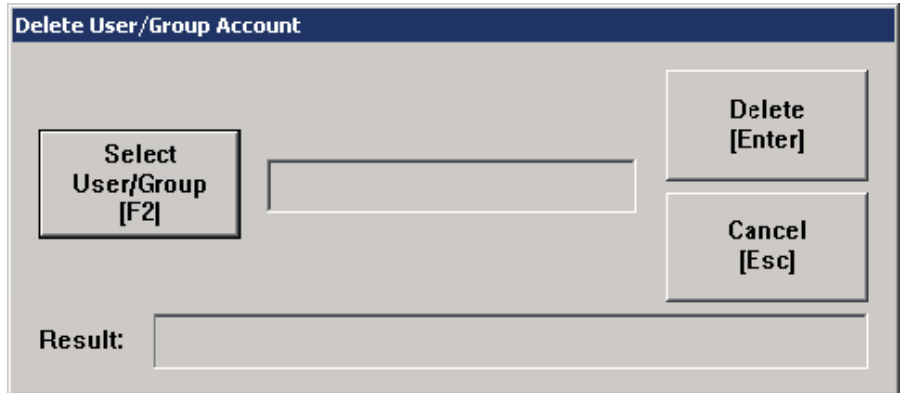 Delete User/Group Account
Select
User/Group
[F2]
Delete
[Enter]
Cancel
[Esc]
Result: